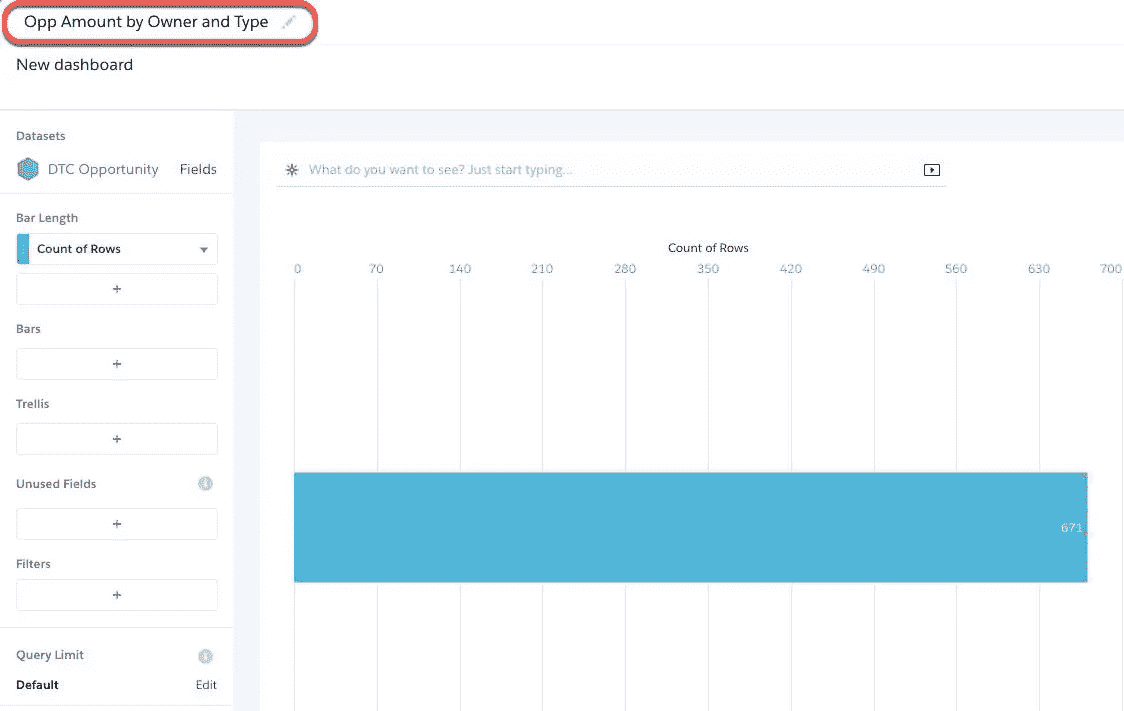 Opp Amount by Owner and Type
New dashboard
Datasets
DTC Opportunity Fields
Bar Length
Count of Rows
+
Bars
+
Trellis
+
Unused Fields
+
Filters
+
Query Limit
Default Edit
What do you want to see? Just start typing...
Count of Rows
0 70 140 210 280 350 420 490 560 630 700
671